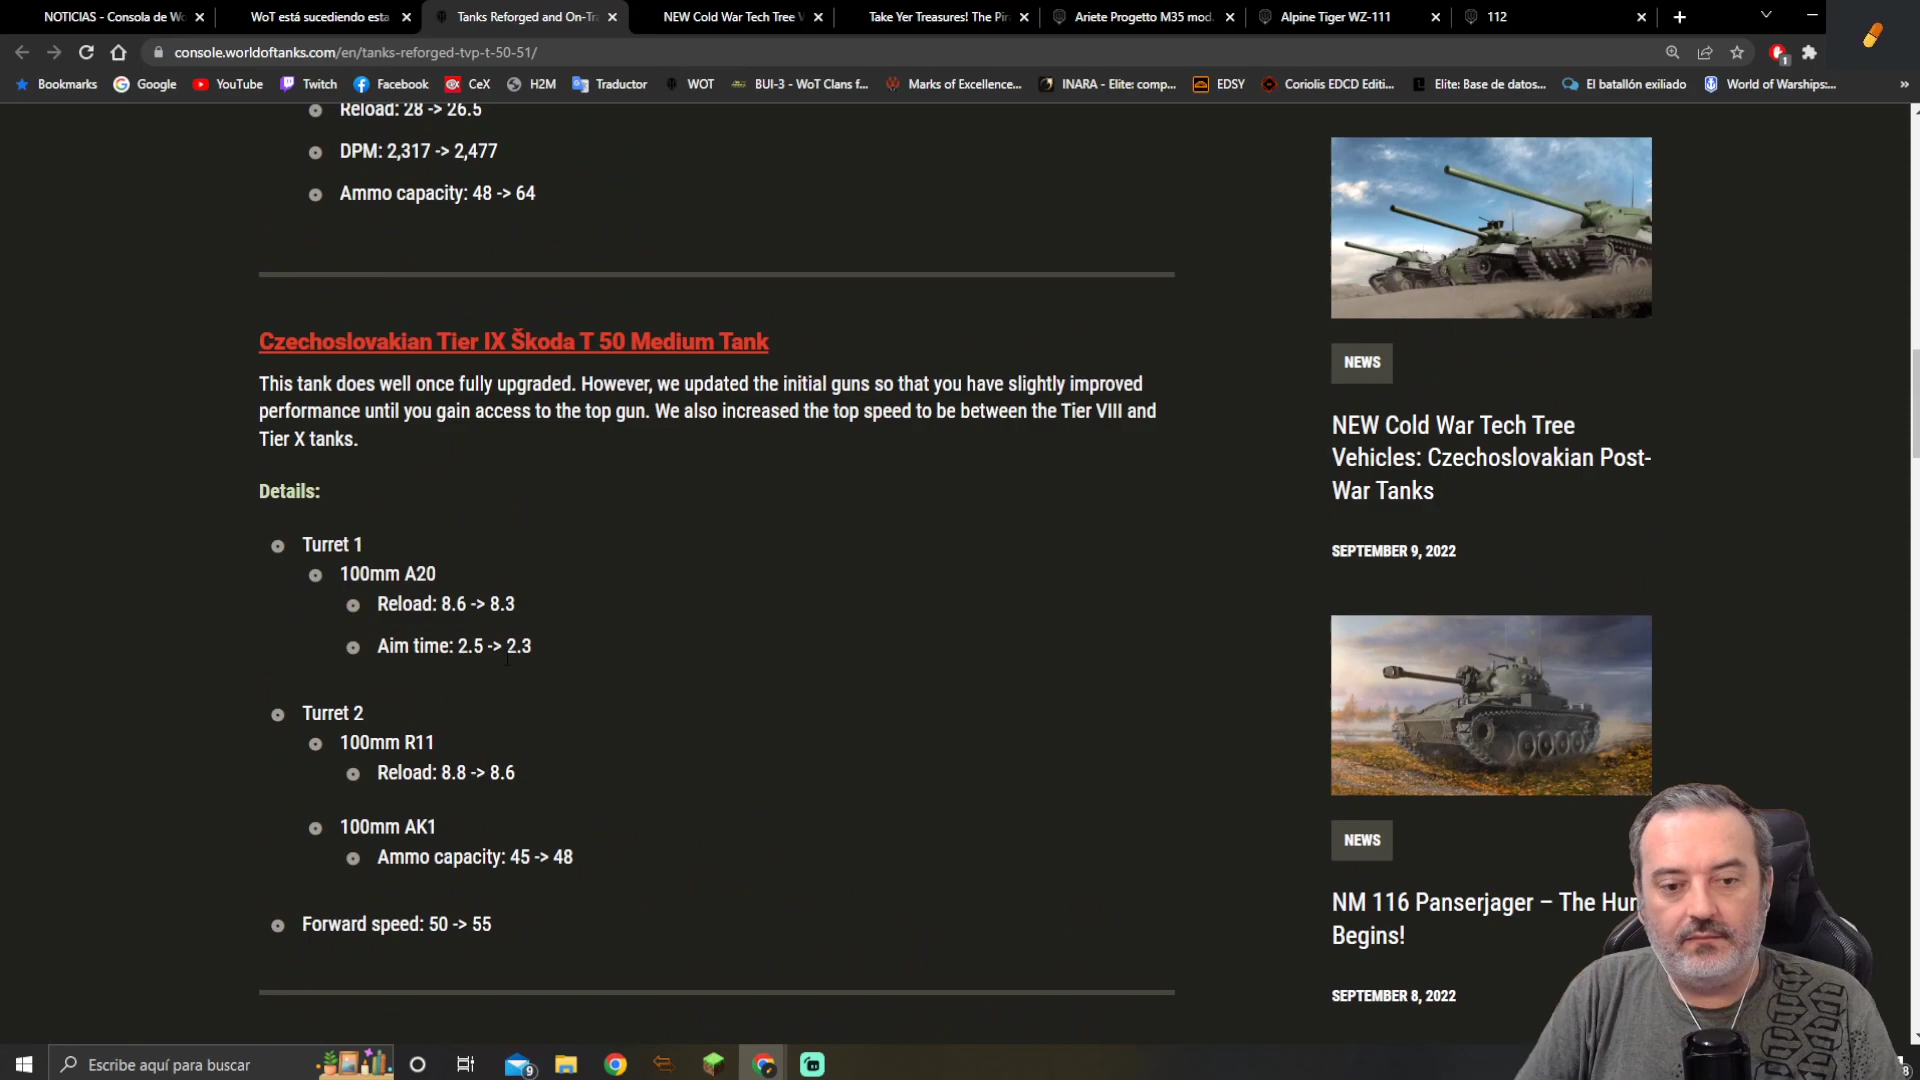 NOTICIAS - Consola de Wo
WoT está sucediendo esta
Tanks Reforged and On-Tra
NEW Cold War Tech Tree V
Take Yer Treasures! The Pir
Ariete Progetto M35 mod.
Alpine Tiger WZ-111
112
console.worldoftanks.com/en/tanks-reforged-tvp-t-50-51/
1
Bookmarks
Google
YouTube
Twitch
Facebook
CeX
H2M
Traductor
WOT
BUI-3 - WoT Clans f...
Marks of Excellence...
INARA - Elite: comp...
EDSY
Coriolis EDCD Editi...
Elite: Base de datos...
El batallón exiliado
World of Warships:...
Reload: 28 -> 26.5
DPM: 2,317 -> 2,477
Ammo capacity: 48 -> 64
Czechoslovakian Tier IX Škoda T 50 Medium Tank
This tank does well once fully upgraded. However, we updated the initial guns so that you have slightly improved
performance until you gain access to the top gun. We also increased the top speed to be between the Tier VIII and
Tier X tanks.
Details:
Turret 1
100mm A20
Reload: 8.6 -> 8.3
Aim time: 2.5 -> 2.3
Turret 2
100mm R11
Reload: 8.8 -> 8.6
100mm AK1
Ammo capacity: 45 -> 48
Forward speed: 50 -> 55
NEWS
NEW Cold War Tech Tree
Vehicles: Czechoslovakian Post-
War Tanks
SEPTEMBER 9, 2022
NEWS
NM 116 Panserjager – The Hun
Begins!
SEPTEMBER 8, 2022
Escribe aquí para buscar
9